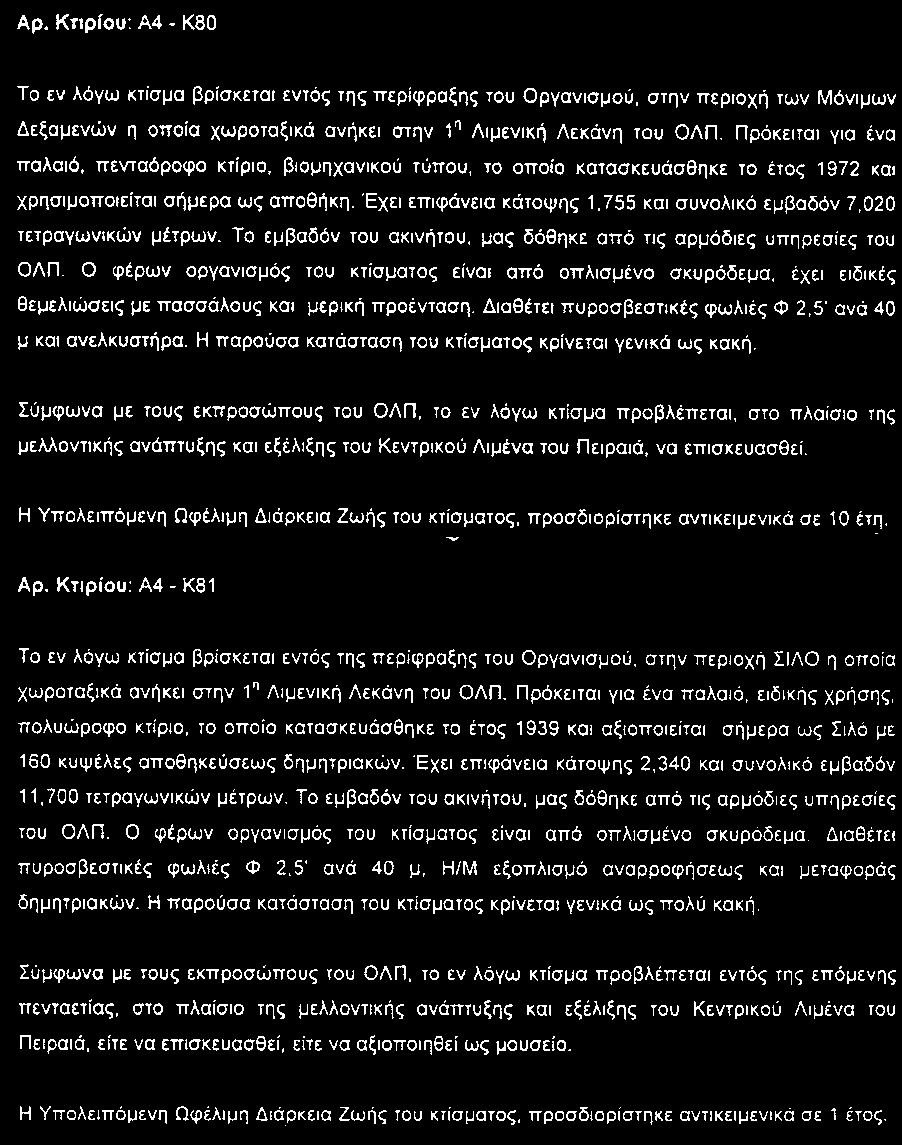 Αρ. Κτιρίου: Α4 - Κ80
Το εν λόγω κτίσμα βρίσκεται εντός της περίφραξης του Οργανισμού, στην περιοχή των Μόνιμων
Δεξαμενών η οποία χωροταξικά ανήκει στην 1η Λιμενική Λεκάνη του ΟΛΠ. Πρόκειται για ένα
παλαιό, πενταόροφο κτίριο, βιομηχανικού τύπου, το οποίο κατασκευάσθηκε το έτος 1972 και
χρησιμοποιείται σήμερα ως αποθήκη. Έχει επιφάνεια κάτοψης 1,755 και συνολικό εμβαδόν 7,020
τετραγωνικών μέτρων. Το εμβαδόν του ακινήτου, μας δόθηκε από τις αρμόδιες υπηρεσίες του
ΟΛΠ. Ο φέρων οργανισμός του κτίσματος είναι από οπλισμένο σκυρόδεμα, έχει ειδικές
θεμελιώσεις με πασσάλους και μερική προένταση. Διαθέτει πυροσβεστικές φωλιές Φ 2,5' ανά 40
μ και ανελκυστήρα. Η παρούσα κατάσταση του κτίσματος κρίνεται γενικά ως κακή.
Σύμφωνα με τους εκπροσώπους του ΟΛΠ, το εν λόγω κτίσμα προβλέπεται, στο πλαίσιο της
μελλοντικής ανάπτυξης και εξέλιξης του Κεντρικού Λιμένα του Πειραιά, να επισκευασθεί.
Η Υπολειπόμενη Ωφέλιμη Διάρκεια Ζωής του κτίσματος, προσδιορίστηκε αντικειμενικά σε 10 έτη.
Αρ. Κτιρίου: Α4 - Κ81
Το εν λόγω κτίσμα βρίσκεται εντός της περίφραξης του Οργανισμού, στην περιοχή ΣΙΛΟ η οποία
χωροταξικά ανήκει στην 1η Λιμενική Λεκάνη του ΟΛΠ. Πρόκειται για ένα παλαιό, ειδικής χρήσης,
πολυώροφο κτίριο, το οποίο κατασκευάσθηκε το έτος 1939 και αξιοποιείται σήμερα ως Σιλό με
160 κυψέλες αποθηκεύσεως δημητριακών. Έχει επιφάνεια κάτοψης 2,340 και συνολικό εμβαδόν
11,700 τετραγωνικών μέτρων. Το εμβαδόν του ακινήτου, μας δόθηκε από τις αρμόδιες υπηρεσίες
του ΟΛΠ. Ο φέρων οργανισμός του κτίσματος είναι από οπλισμένο σκυρόδεμα. Διαθέτει
πυροσβεστικές φωλιές Φ 2,5' ανά 40 μ, Η/Μ εξοπλισμό αναρροφήσεως και μεταφοράς
δημητριακών. Η παρούσα κατάσταση του κτίσματος κρίνεται γενικά ως πολύ κακή.
Σύμφωνα με τους εκπροσώπους του ΟΛΠ, το εν λόγω κτίσμα προβλέπεται εντός της επόμενης
πενταετίας, στο πλαίσιο της μελλοντικής ανάπτυξης και εξέλιξης του Κεντρικού Λιμένα του
Πειραιά, είτε να επισκευασθεί, είτε να αξιοποιηθεί ως μουσείο.
Η Υπολειπόμενη Ωφέλιμη Διάρκεια Ζωής του κτίσματος, προσδιορίστηκε αντικειμενικά σε 1 έτος.